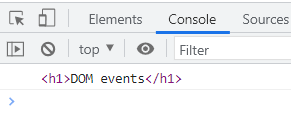 Elements Console Sources
top Filter
<h1>DOM events</h1>